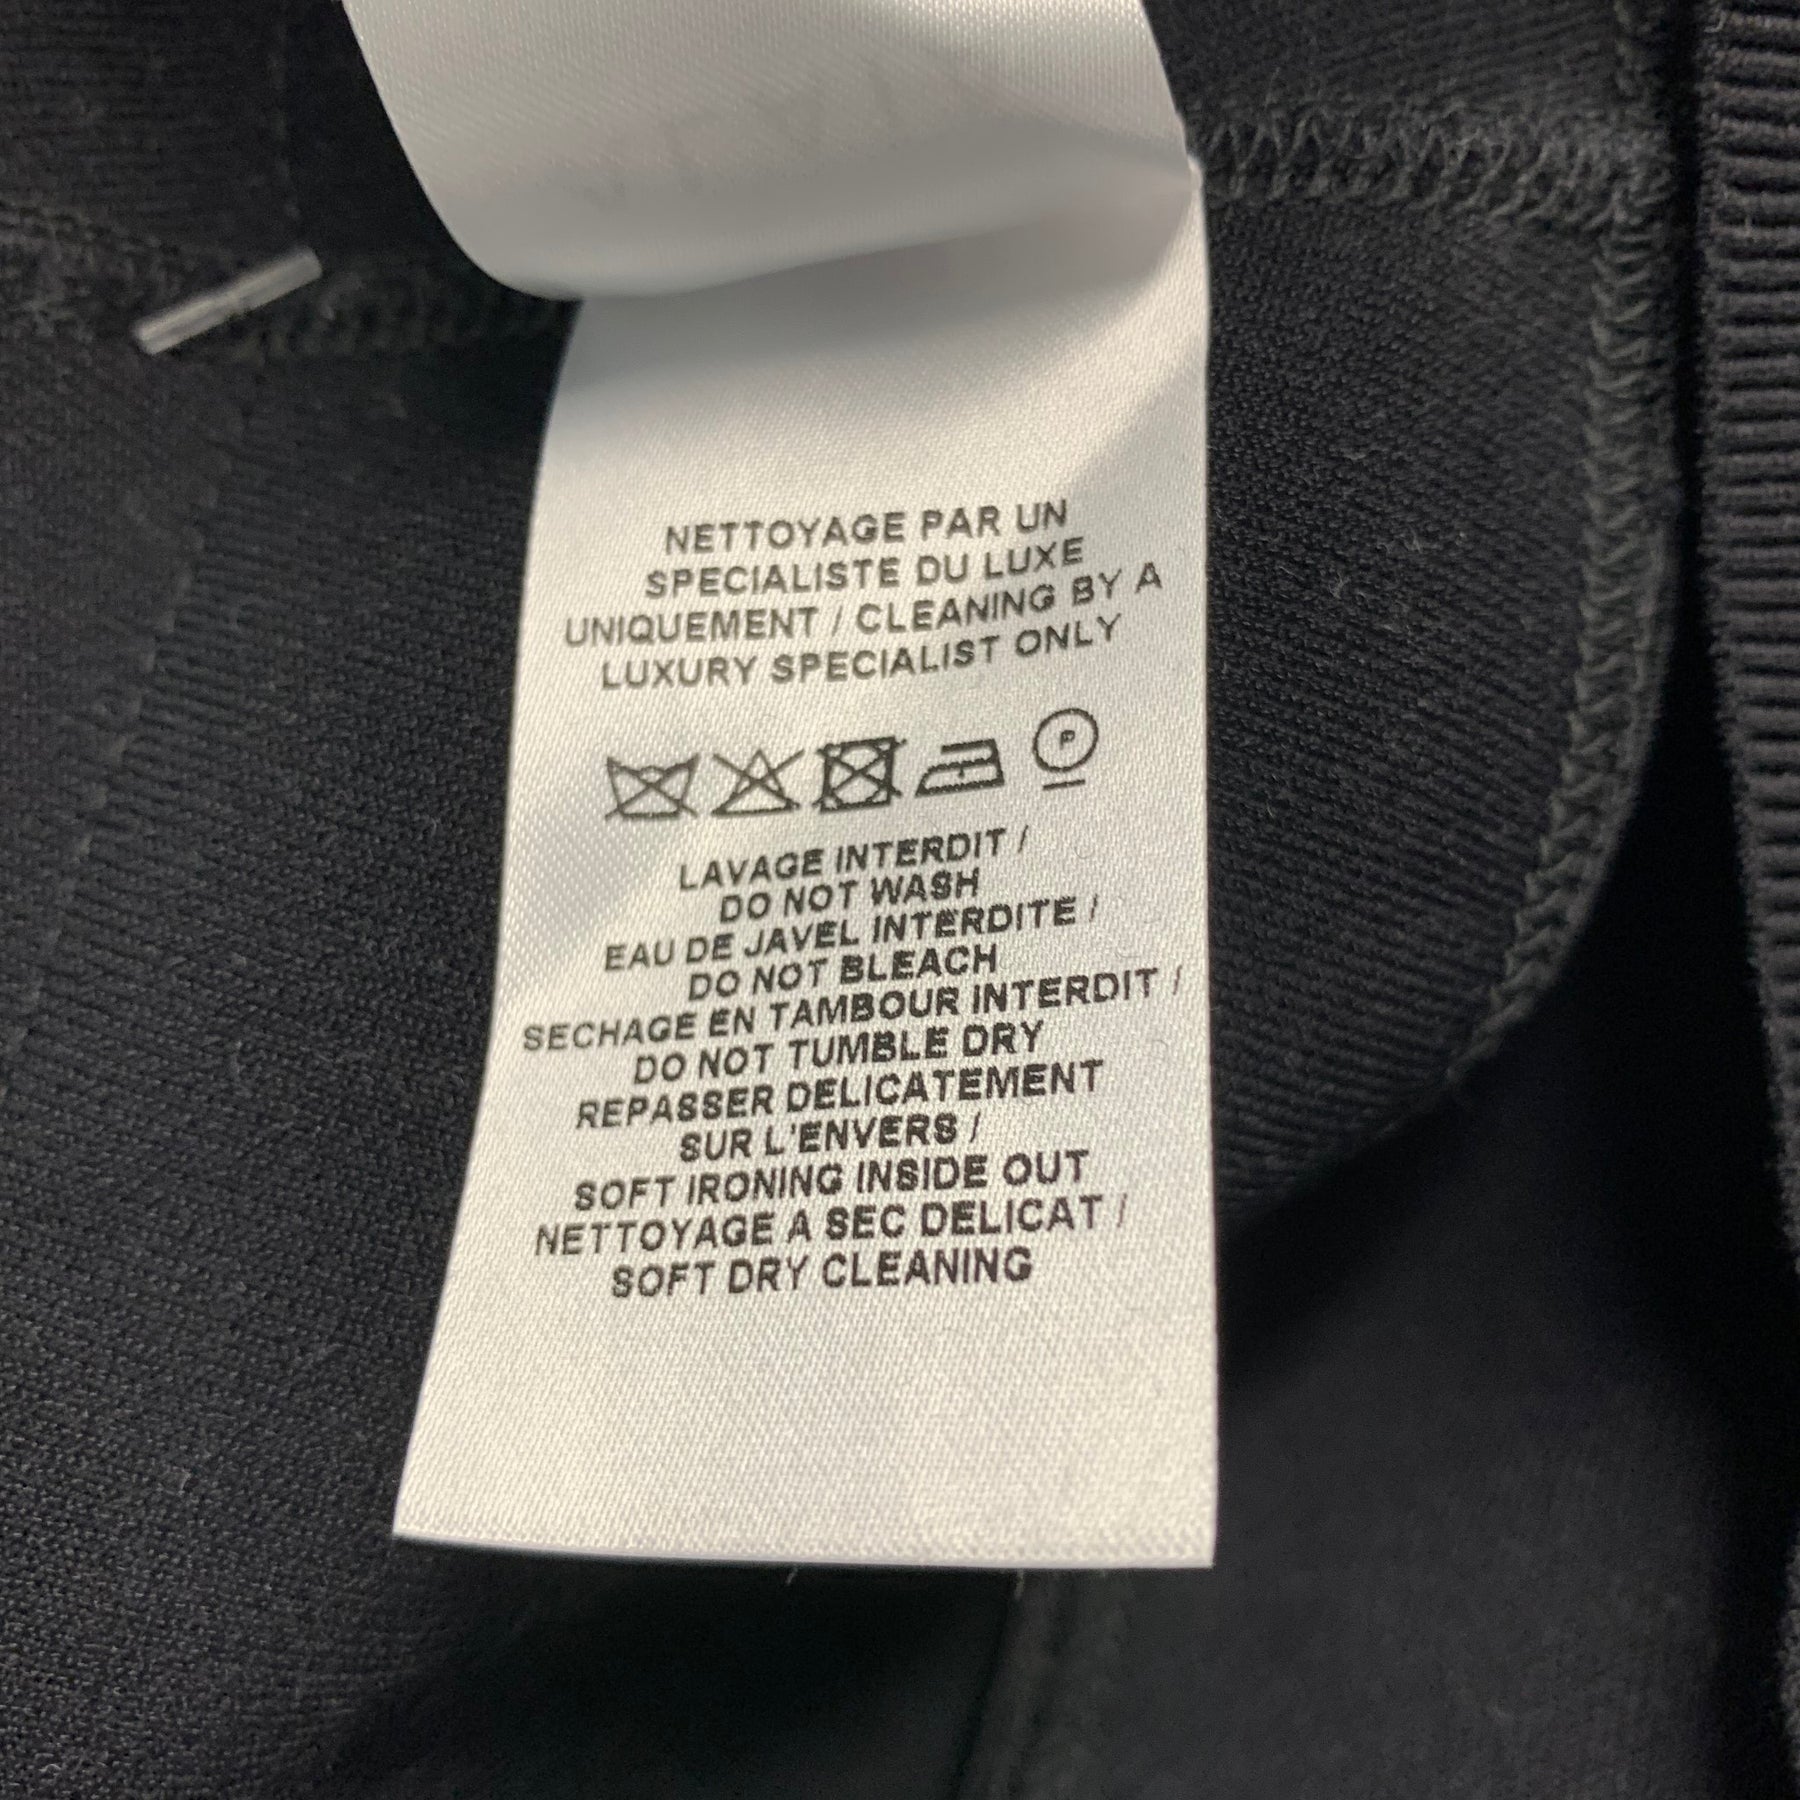 NETTOYAGE PAR UN
SPECIALISTE DU LUXE
UNIQUEMENT / CLEANING BY A
LUXURY SPECIALIST ONLY
P
LAVAGE INTERDIT /
DO NOT WASH
EAU DE JAVEL INTERDITE /
DO NOT BLEACH
SECHAGE EN TAMBOUR INTERDIT /
DO NOT TUMBLE DRY
REPASSER DELICATEMENT
SUR L'ENVERS /
SOFT IRONING INSIDE OUT
NETTOYAGE A SEC DELICAT /
SOFT DRY CLEANING